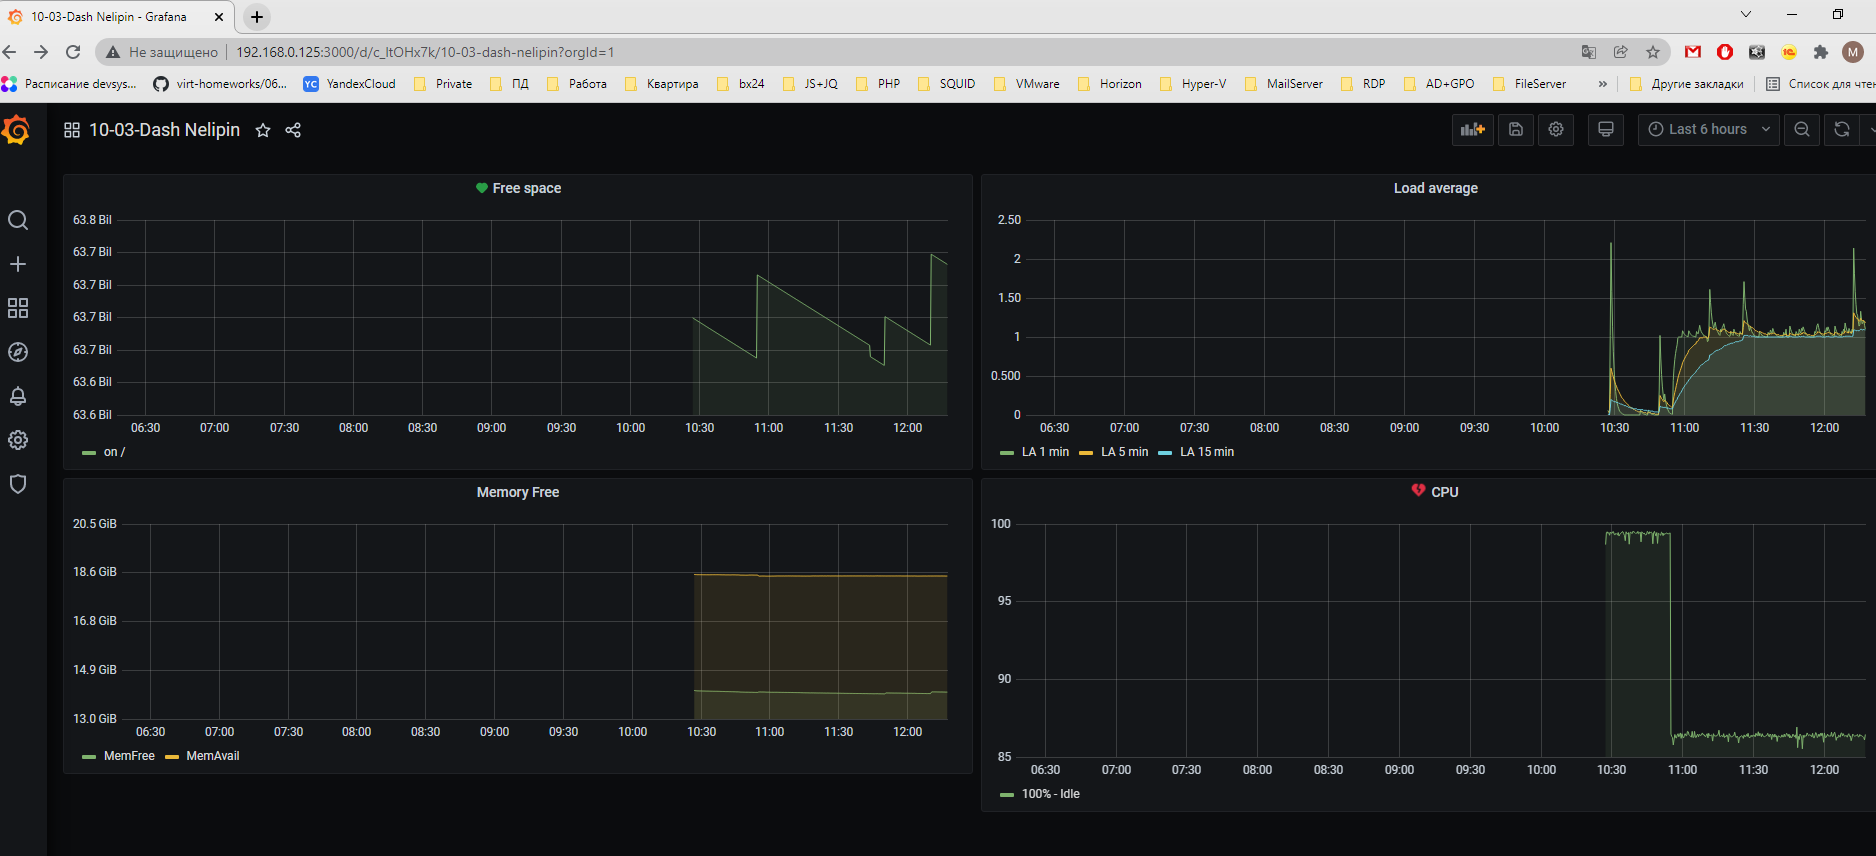 10-03-Dash Nelipin - Grafana
Не защищено 192.168.0.125:3000/d/c_ltOHx7k/10-03-dash-nelipin?orgId=1 M
Расписание devsys... virt-homeworks/06... YC YandexCloud Private ПД Работа Квартира bx24 JS+JQ PHP SQUID VMware Horizon Hyper-V MailServer RDP AD+GPO FileServer » Другие закладки Список для чтен
10-03-Dash Nelipin Last 6 hours
Free space
63.8 Bil
63.7 Bil
63.7 Bil
63.7 Bil
63.7 Bil
63.6 Bil
63.6 Bil
06:30 07:00 07:30 08:00 08:30 09:00 09:30 10:00 10:30 11:00 11:30 12:00
on /
Load average
2.50
2
1.50
1
0.500
0
06:30 07:00 07:30 08:00 08:30 09:00 09:30 10:00 10:30 11:00 11:30 12:00
LA 1 min LA 5 min LA 15 min
Memory Free
20.5 GiB
18.6 GiB
16.8 GiB
14.9 GiB
13.0 GiB
06:30 07:00 07:30 08:00 08:30 09:00 09:30 10:00 10:30 11:00 11:30 12:00
MemFree MemAvail
CPU
100
95
90
85
06:30 07:00 07:30 08:00 08:30 09:00 09:30 10:00 10:30 11:00 11:30 12:00
100% - Idle